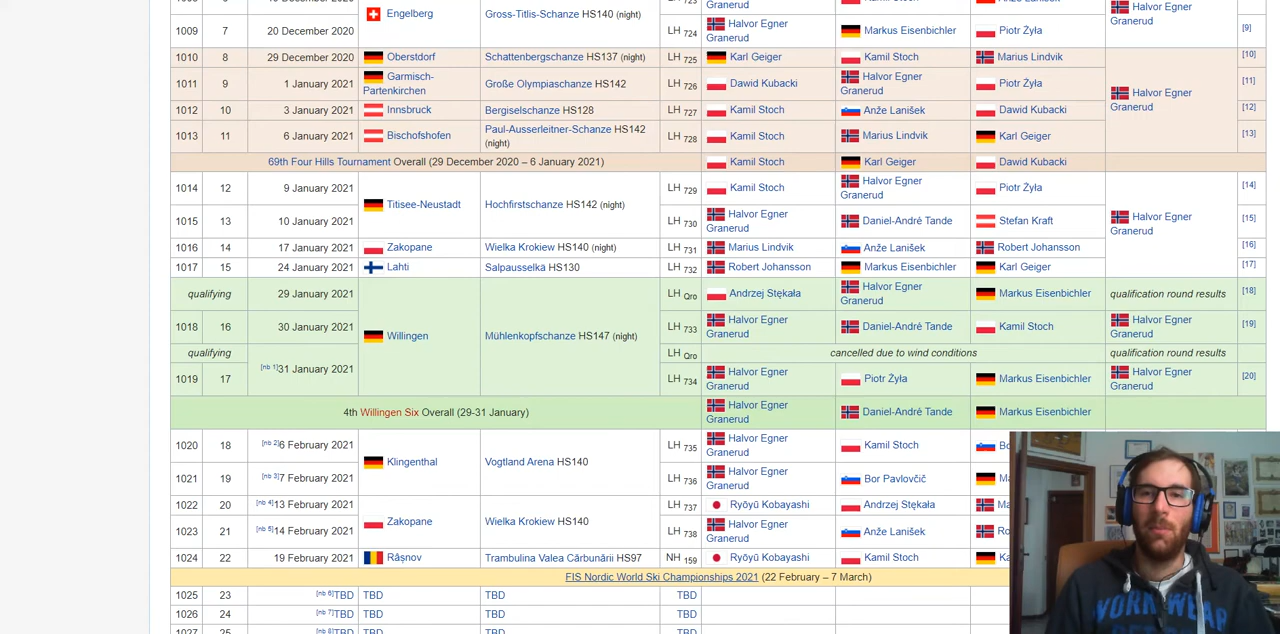 Engelberg Gross-Titlis-Schanze HS140 (night) Granerud Halvor Egner Granerud
1009 7 20 December 2020 LH 724 Halvor Egner Granerud Markus Eisenbichler Piotr Żyła [9]
1010 8 29 December 2020 Oberstdorf Schattenbergschanze HS137 (night) LH 725 Karl Geiger Kamil Stoch Marius Lindvik [10]
1011 9 1 January 2021 Garmisch-Partenkirchen Große Olympiaschanze HS142 LH 726 Dawid Kubacki Halvor Egner Granerud Piotr Żyła Halvor Egner Granerud [11]
1012 10 3 January 2021 Innsbruck Bergiselschanze HS128 LH 727 Kamil Stoch Anže Lanišek Dawid Kubacki [12]
1013 11 6 January 2021 Bischofshofen Paul-Ausserleitner-Schanze HS142 (night) LH 728 Kamil Stoch Marius Lindvik Karl Geiger [13]
69th Four Hills Tournament Overall (29 December 2020 – 6 January 2021) Kamil Stoch Karl Geiger Dawid Kubacki
1014 12 9 January 2021 Titisee-Neustadt Hochfirstschanze HS142 (night) LH 729 Kamil Stoch Halvor Egner Granerud Piotr Żyła Halvor Egner Granerud [14]
1015 13 10 January 2021 LH 730 Halvor Egner Granerud Daniel-André Tande Stefan Kraft [15]
1016 14 17 January 2021 Zakopane Wielka Krokiew HS140 (night) LH 731 Marius Lindvik Anže Lanišek Robert Johansson [16]
1017 15 24 January 2021 Lahti Salpausselkä HS130 LH 732 Robert Johansson Markus Eisenbichler Karl Geiger [17]
qualifying 29 January 2021 Willingen Mühlenkopfschanze HS147 (night) LH Qro Andrzej Stękała Halvor Egner Granerud Markus Eisenbichler qualification round results [18]
1018 16 30 January 2021 LH 733 Halvor Egner Granerud Daniel-André Tande Kamil Stoch Halvor Egner Granerud [19]
qualifying [nb 1]31 January 2021 LH Qro cancelled due to wind conditions qualification round results
1019 17 LH 734 Halvor Egner Granerud Piotr Żyła Markus Eisenbichler Halvor Egner Granerud [20]
4th Willingen Six Overall (29-31 January) Halvor Egner Granerud Daniel-André Tande Markus Eisenbichler
1020 18 [nb 2]6 February 2021 Klingenthal Vogtland Arena HS140 LH 735 Halvor Egner Granerud Kamil Stoch Bo
1021 19 [nb 3]7 February 2021 LH 736 Halvor Egner Granerud Bor Pavlovčič Ma
1022 20 [nb 4]13 February 2021 Zakopane Wielka Krokiew HS140 LH 737 Ryōyū Kobayashi Andrzej Stękała Ma
1023 21 [nb 5]14 February 2021 LH 738 Halvor Egner Granerud Anže Lanišek Ro
1024 22 19 February 2021 Râșnov Trambulina Valea Cărbunării HS97 NH 159 Ryōyū Kobayashi Kamil Stoch Ka
FIS Nordic World Ski Championships 2021 (22 February – 7 March)
1025 23 [nb 6]TBD TBD TBD TBD
1026 24 [nb 7]TBD TBD TBD TBD
1027 25 [nb 8]TBD TBD TBD TBD
WORK WEAR